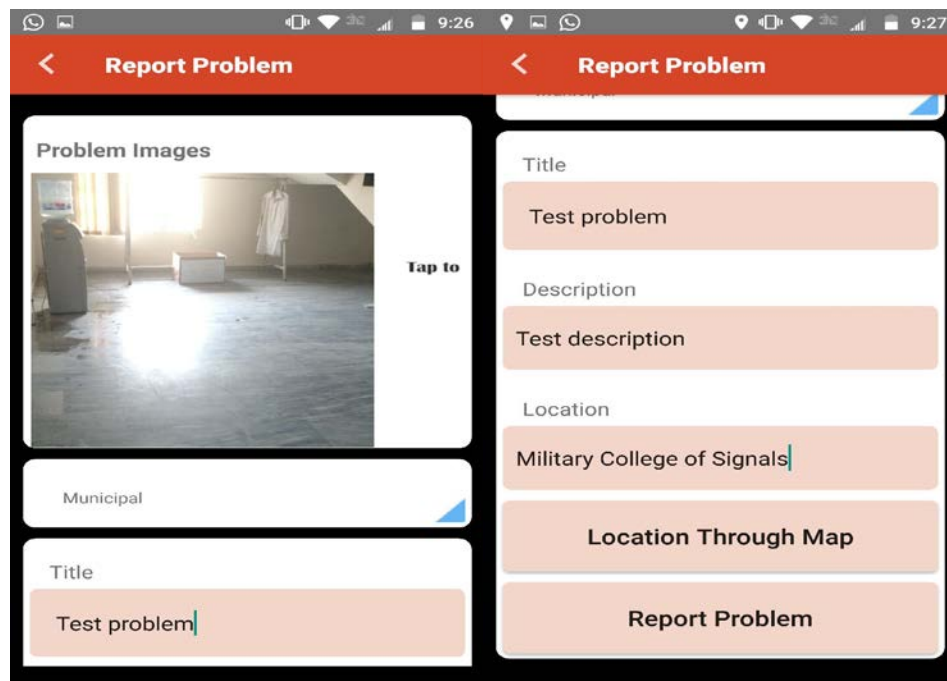 9:26
Report Problem
Problem Images
Tap to
Municipal
Title
Test problem
9:27
Report Problem
Municipal
Title
Test problem
Description
Test description
Location
Military College of Signals
Location Through Map
Report Problem